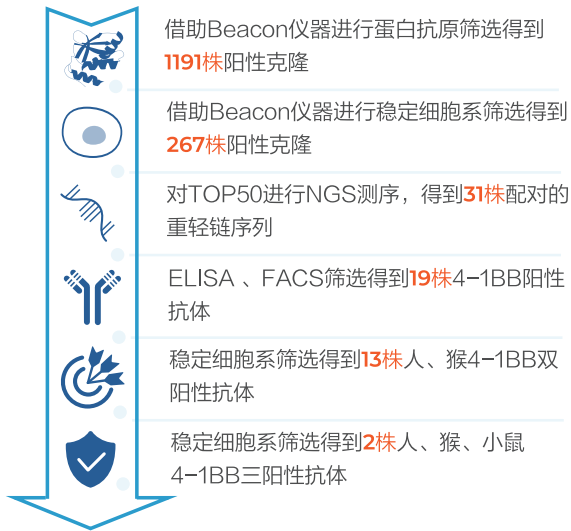 借助Beacon仪器进行蛋白抗原筛选得到
1191株阳性克隆
借助Beacon仪器进行稳定细胞系筛选得到
267株阳性克隆
对TOP50进行NGS测序，得到31株配对的
重轻链序列
ELISA 、FACS筛选得到19株4-1BB阳性
抗体
稳定细胞系筛选得到13株人、猴4-1BB双
阳性抗体
稳定细胞系筛选得到2株人、猴、小鼠
4-1BB三阳性抗体